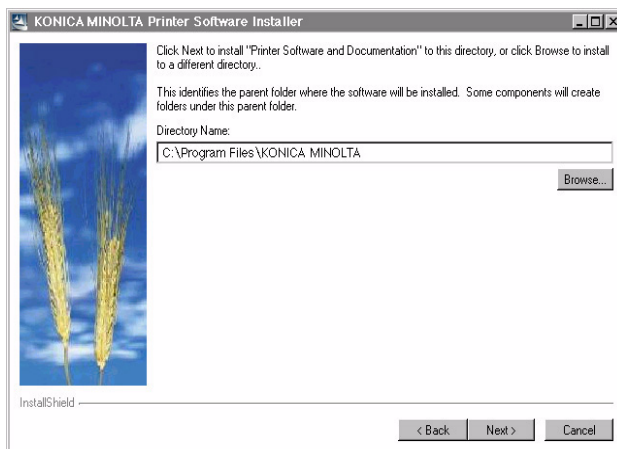 KONICA MINOLTA Printer Software Installer
Click Next to install "Printer Software and Documentation" to this directory, or click Browse to install
to a different directory..
This identifies the parent folder where the software will be installed. Some components will create
folders under this parent folder.
Directory Name:
C:\Program Files\KONICA MINOLTA
Browse...
InstallShield
< Back
Next >
Cancel